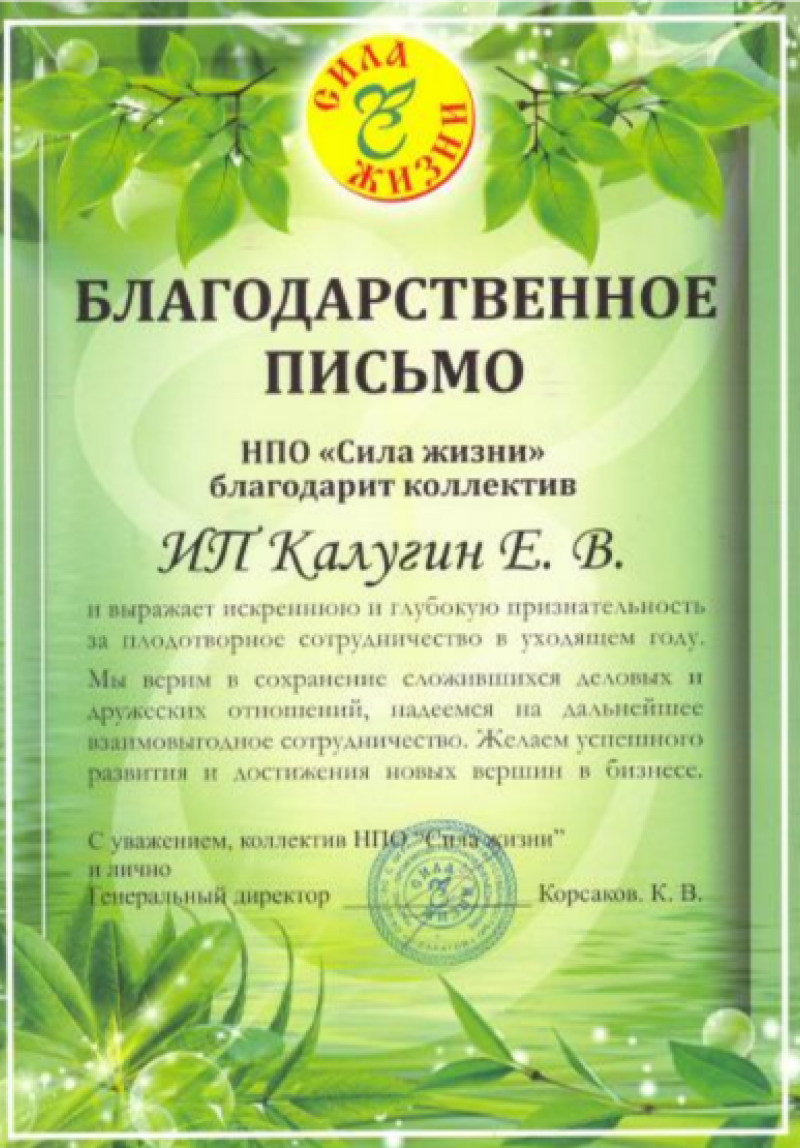 СИЛА
ЖИЗНИ
БЛАГОДАРСТВЕННОЕ
ПИСЬМО
НПО «Сила жизни»
благодарит коллектив
ИП Калугин Е. В.
и выражает искреннюю и глубокую признательность
за плодотворное сотрудничество в уходящем году.
Мы верим в сохранение сложившихся деловых и
дружеских отношений, надеемся на дальнейшее
взаимовыгодное сотрудничество. Желаем успешного
развития и достижения новых вершин в бизнесе.
С уважением, коллектив НПО "Сила жизни"
и лично
Генеральный директор Корсаков. К. В.
СИЛА
ЖИЗНИ